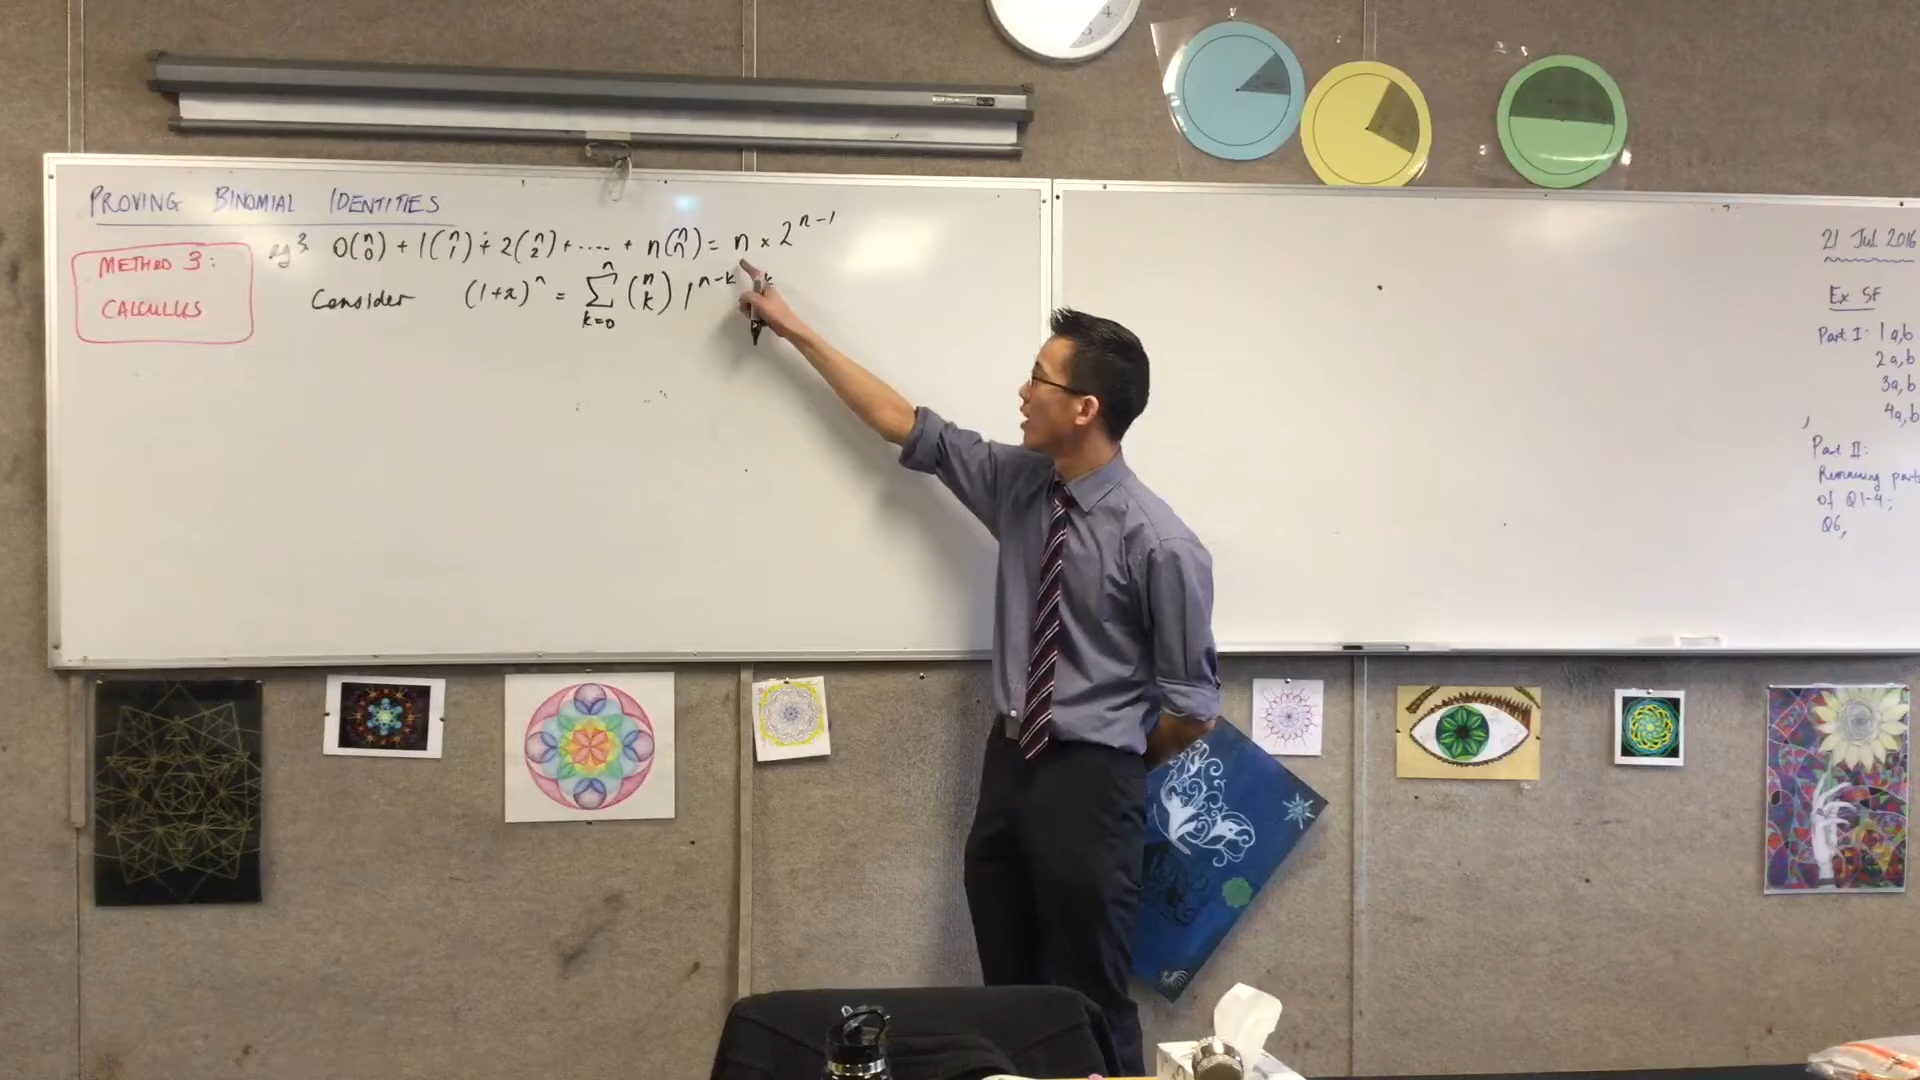 PROVING BINOMIAL IDENTITIES
METHOD 3:
CALCULUS
eg 3. 0(n 0) + 1(n 1) + 2(n 2) + ..... + n(n n) = n × 2^{n-1}
Consider (1+x)^n = \sum_{k=0}^{n} (n k) 1^{n-k} ^k
21 Jul 2016
Ex 5F
Part I: 1a,b
2a,b
3a,b
4a,b
Part II:
Remaining parts
of Q1-4;
Q6,